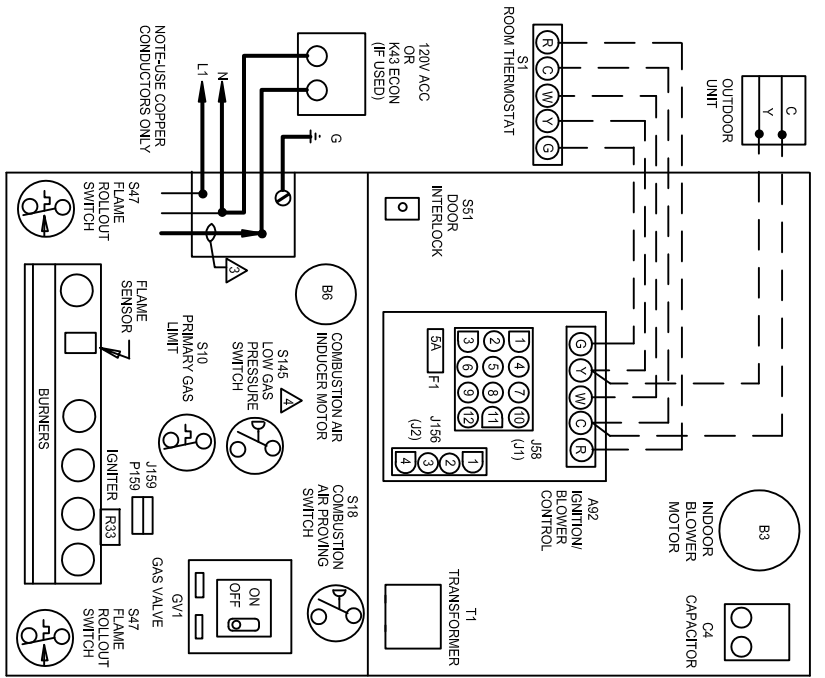 NOTE-USE COPPER
CONDUCTORS ONLY
L1
N
120V ACC
OR
K43 ECON
(IF USED)
G
S1
ROOM THERMOSTAT
R
C
W
Y
G
OUTDOOR
UNIT
C
Y
S47
FLAME
ROLLOUT
SWITCH
3
FLAME
SENSOR
BURNERS
S10
PRIMARY GAS
LIMIT
B6
COMBUSTION AIR
INDUCER MOTOR
S145
LOW GAS
PRESSURE
SWITCH
4
S18
COMBUSTION
AIR PROVING
SWITCH
J159
P159
IGNITER
R33
GAS VALVE
GV1
ON
OFF
S47
FLAME
ROLLOUT
SWITCH
S51
DOOR
INTERLOCK
5A
F1
3
2
1
6
5
4
9
8
7
12
11
10
J58
(J1)
J156
(J2)
4
3
2
1
G
Y
W
C
R
A92
IGNITION/
BLOWER
CONTROL
T1
TRANSFORMER
B3
INDOOR
BLOWER
MOTOR
C4
CAPACITOR